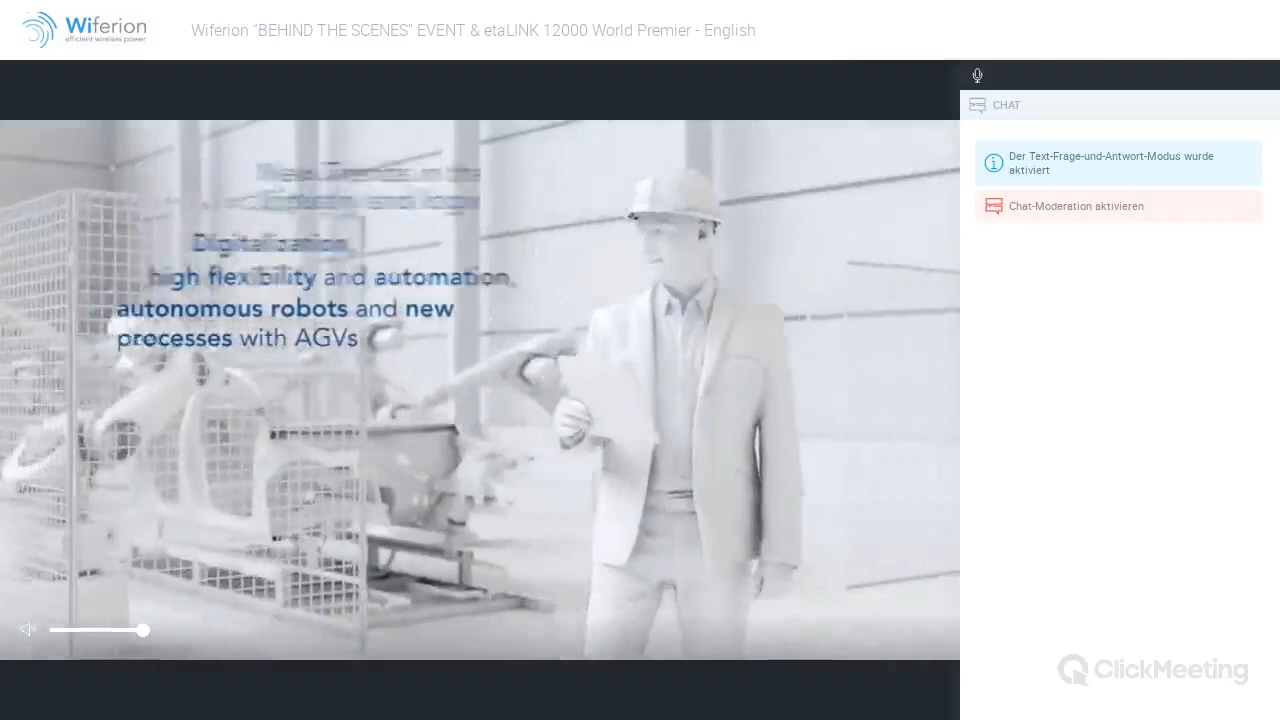 Wiferion
efficient wireless power
Wiferion "BEHIND THE SCENES" EVENT & etaLINK 12000 World Premier - English
CHAT
Der Text-Frage-und-Antwort-Modus wurde
aktiviert
Chat-Moderation aktivieren
Digitalization
high flexibility and automation,
autonomous robots and new
processes with AGVs
ClickMeeting